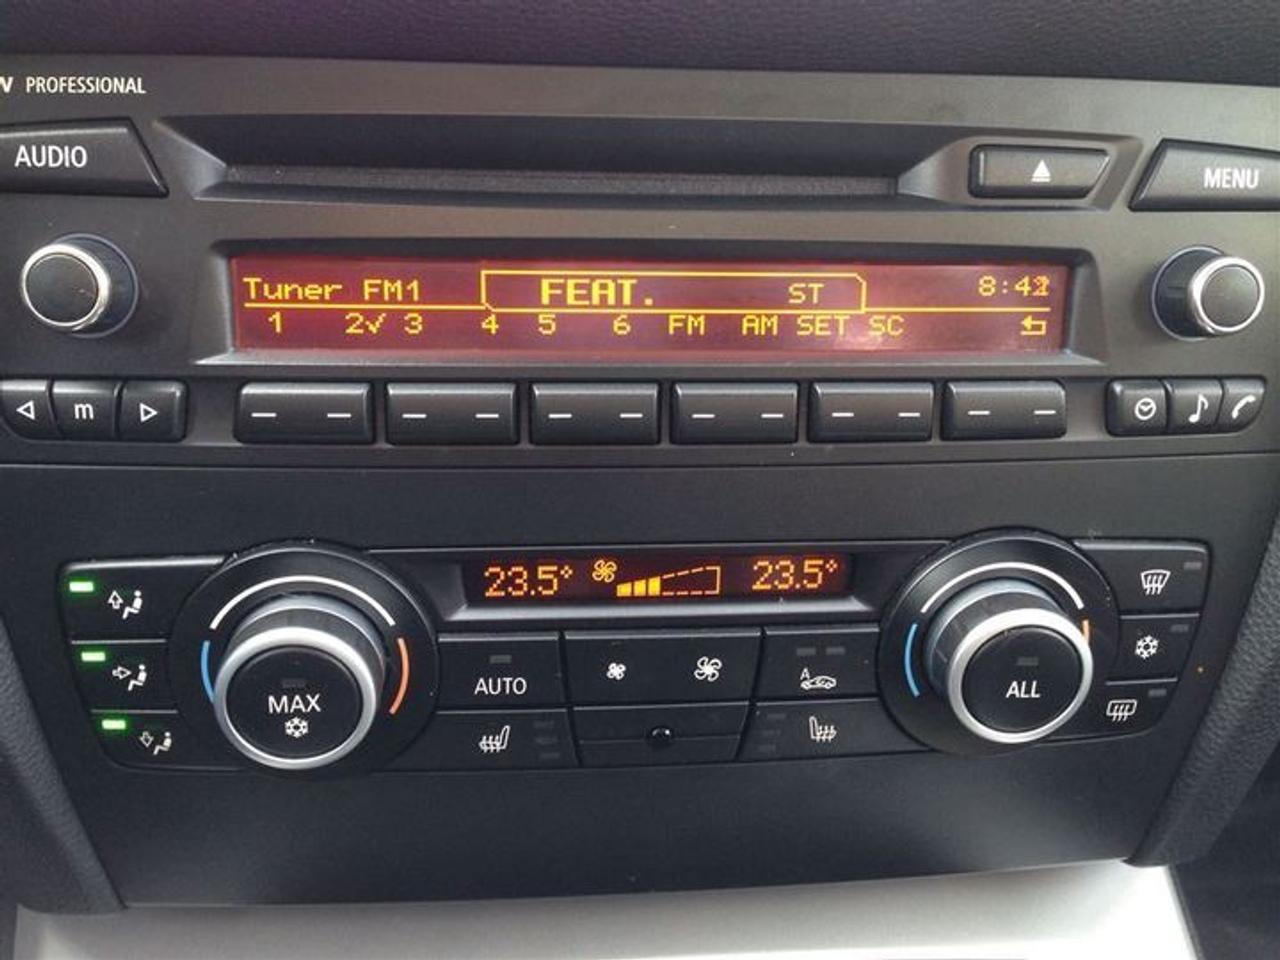 PROFESSIONAL
AUDIO
MENU
Tuner FM1 FEAT. ST
1 2√ 3 4 5 6 FM AM SET SC
m
23.5° 23.5°
MAX
AUTO
A
ALL